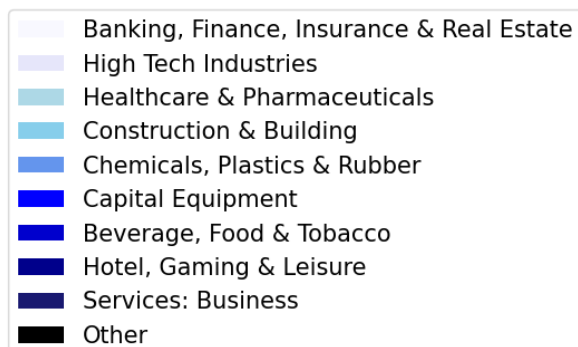 Banking, Finance, Insurance & Real Estate
High Tech Industries
Healthcare & Pharmaceuticals
Construction & Building
Chemicals, Plastics & Rubber
Capital Equipment
Beverage, Food & Tobacco
Hotel, Gaming & Leisure
Services: Business
Other